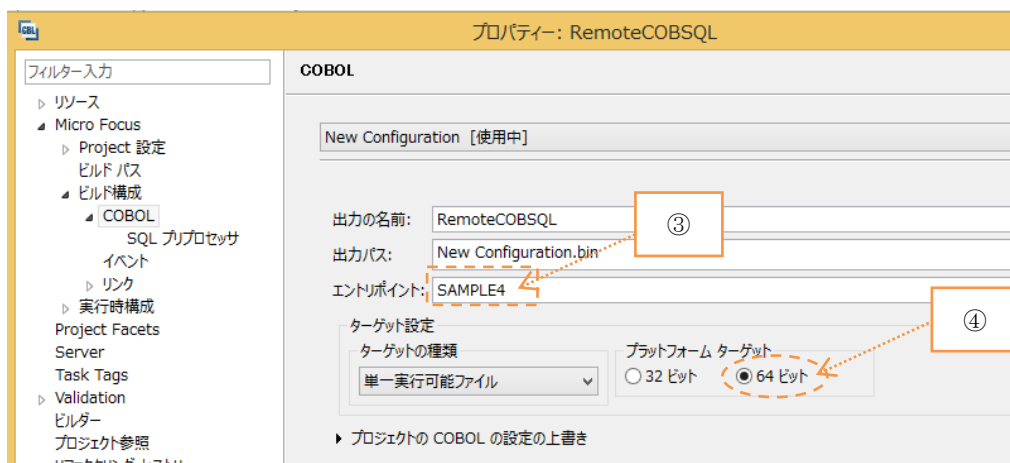 プロパティー: RemoteCOBSQL
フィルター入力
リソース
Micro Focus
Project 設定
ビルド パス
ビルド構成
COBOL
SQL プリプロセッサ
イベント
リンク
実行時構成
Project Facets
Server
Task Tags
Validation
ビルダー
プロジェクト参照
COBOL
New Configuration [使用中]
出力の名前: RemoteCOBSQL
③
出力パス: New Configuration.bin
エントリポイント: SAMPLE4
④
ターゲット設定
ターゲットの種類
単一実行可能ファイル
プラットフォーム ターゲット
32 ビット 64 ビット
プロジェクトの COBOL の設定の上書き